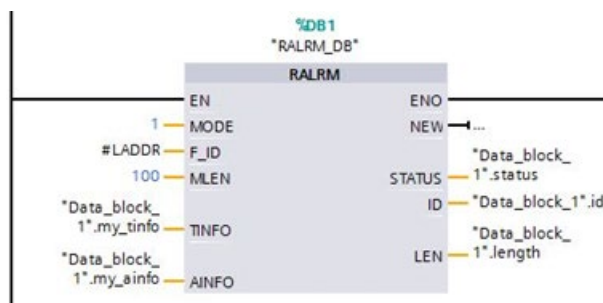 %DB1
"RALRM_DB"
RALRM
EN ENO
1 MODE NEW ...
#LADDR F_ID
100 MLEN STATUS "Data_block_
1".status
ID "Data_block_1".id
"Data_block_
1".my_tinfo TINFO
LEN "Data_block_
1".length
"Data_block_
1".my_ainfo AINFO